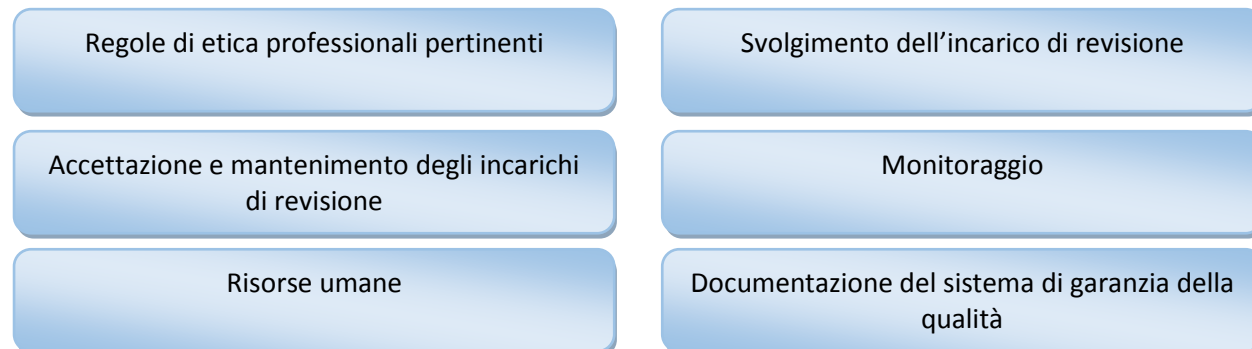 Regole di etica professionali pertinenti
Svolgimento dell'incarico di revisione
Accettazione e mantenimento degli incarichi
di revisione
Monitoraggio
Risorse umane
Documentazione del sistema di garanzia della
qualità